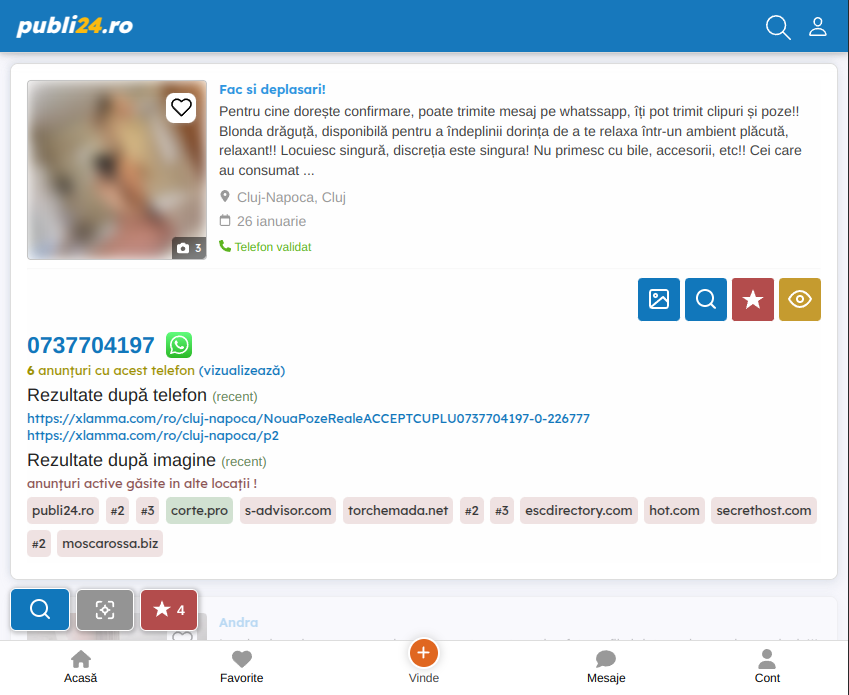 publi24.ro
Fac si deplasari!
Pentru cine dorește confirmare, poate trimite mesaj pe whatssapp, îți pot trimit clipuri și poze!!
Blonda drăguță, disponibilă pentru a îndeplinii dorința de a te relaxa într-un ambient plăcută,
relaxant!! Locuiesc singură, discreția este singura! Nu primesc cu bile, accesorii, etc!! Cei care
au consumat ...
Cluj-Napoca, Cluj
26 ianuarie
3
Telefon validat
0737704197
6 anunțuri cu acest telefon (vizualizează)
Rezultate după telefon (recent)
https://xlamma.com/ro/cluj-napoca/NouaPozeRealeACCEPTCUPLU0737704197-0-226777
https://xlamma.com/ro/cluj-napoca/p2
Rezultate după imagine (recent)
anunțuri active găsite in alte locații !
publi24.ro #2 #3 corte.pro s-advisor.com torchemada.net #2 #3 escdirectory.com hot.com secrethost.com
#2 moscarossa.biz
4
Andra
Acasă Favorite Vinde Mesaje Cont